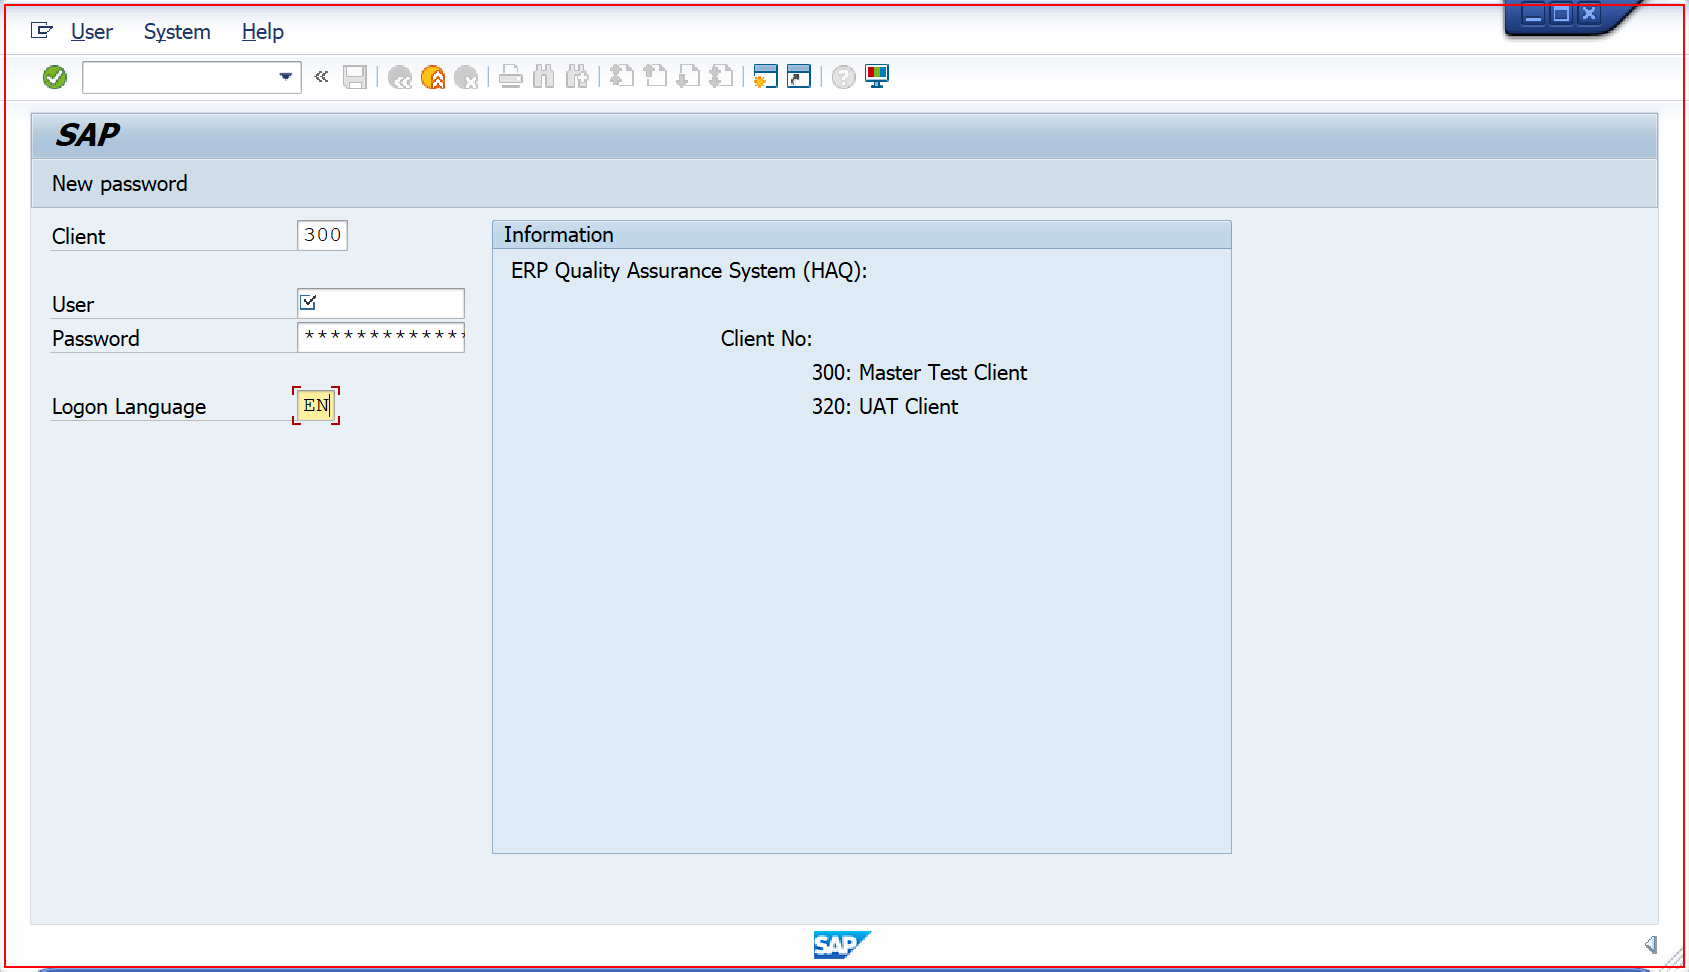 User System Help
SAP
New password
Client 300
User
Password *************
Logon Language EN
Information
ERP Quality Assurance System (HAQ):
Client No:
300: Master Test Client
320: UAT Client
SAP